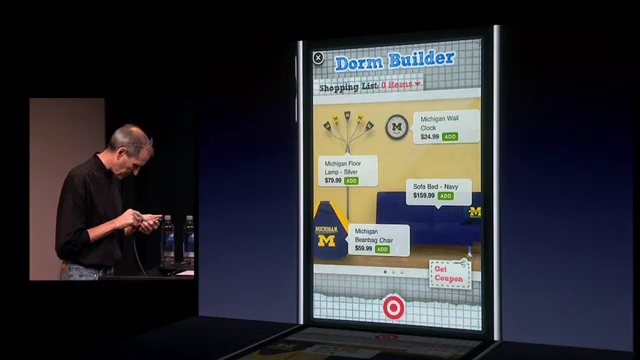 Dorm Builder
Shopping List: 0 items
Michigan Wall
Clock
$24.99 ADD
M
Michigan Floor
Lamp - Silver
$79.99 ADD
Sofa Bed - Navy
$159.99 ADD
M
MICHIGAN
M
Michigan
Beanbag Chair
$59.99 ADD
Get
Coupon